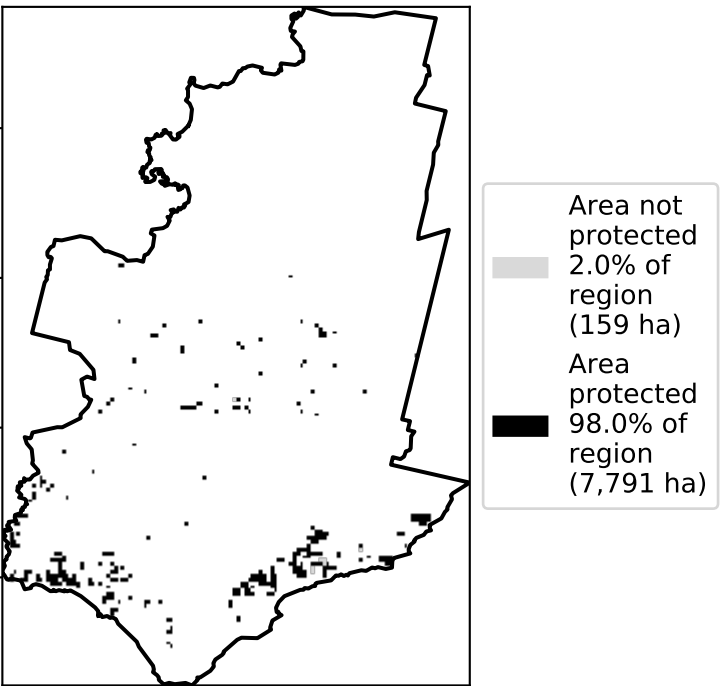 Area not
protected
2.0% of
region
(159 ha)
Area
protected
98.0% of
region
(7,791 ha)